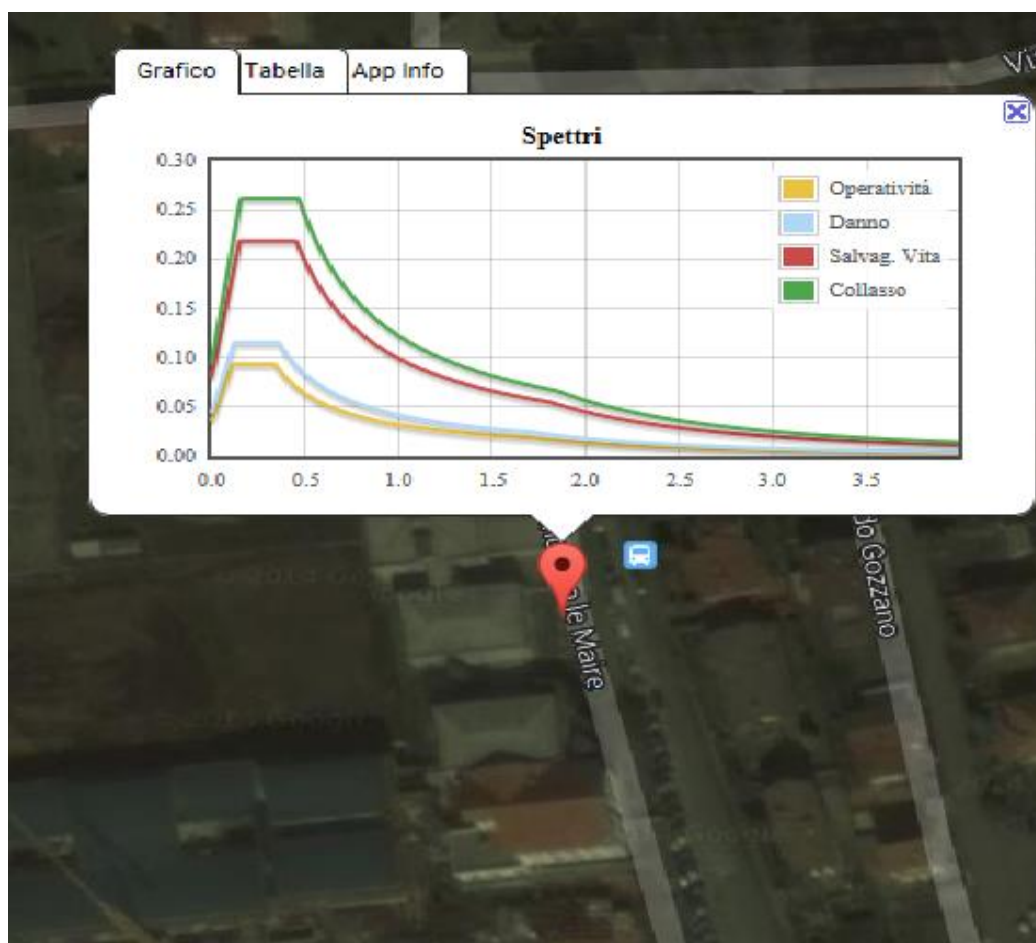 Grafico Tabella App Info
Spettri
0.30
0.25
0.20
0.15
0.10
0.05
0.00
0.0 0.5 1.0 1.5 2.0 2.5 3.0 3.5
Operatività
Danno
Salvag. Vita
Collasso
le Maire
do Gozzano